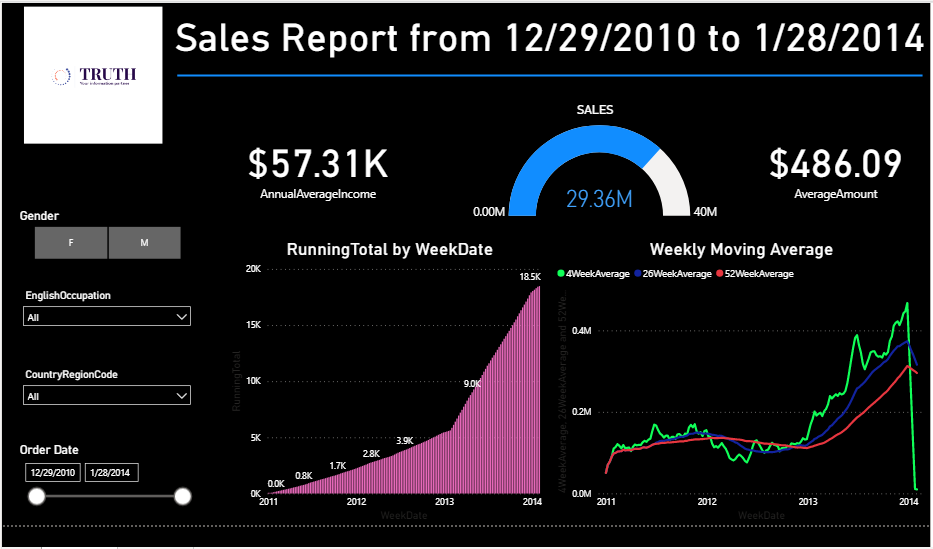 Sales Report from 12/29/2010 to 1/28/2014
TRUTH
Your information partner
SALES
$57.31K
AnnualAverageIncome
29.36M
0.00M
40M
$486.09
AverageAmount
Gender
F
M
EnglishOccupation
All
CountryRegionCode
All
Order Date
12/29/2010
1/28/2014
RunningTotal by WeekDate
20K
15K
10K
5K
0K
RunningTotal
0.0K
0.8K
1.7K
2.8K
3.9K
9.0K
18.5K
2011
2012
2013
2014
WeekDate
Weekly Moving Average
4WeekAverage
26WeekAverage
52WeekAverage
4WeekAverage, 26WeekAverage and 52We...
0.4M
0.2M
0.0M
2011
2012
2013
2014
WeekDate